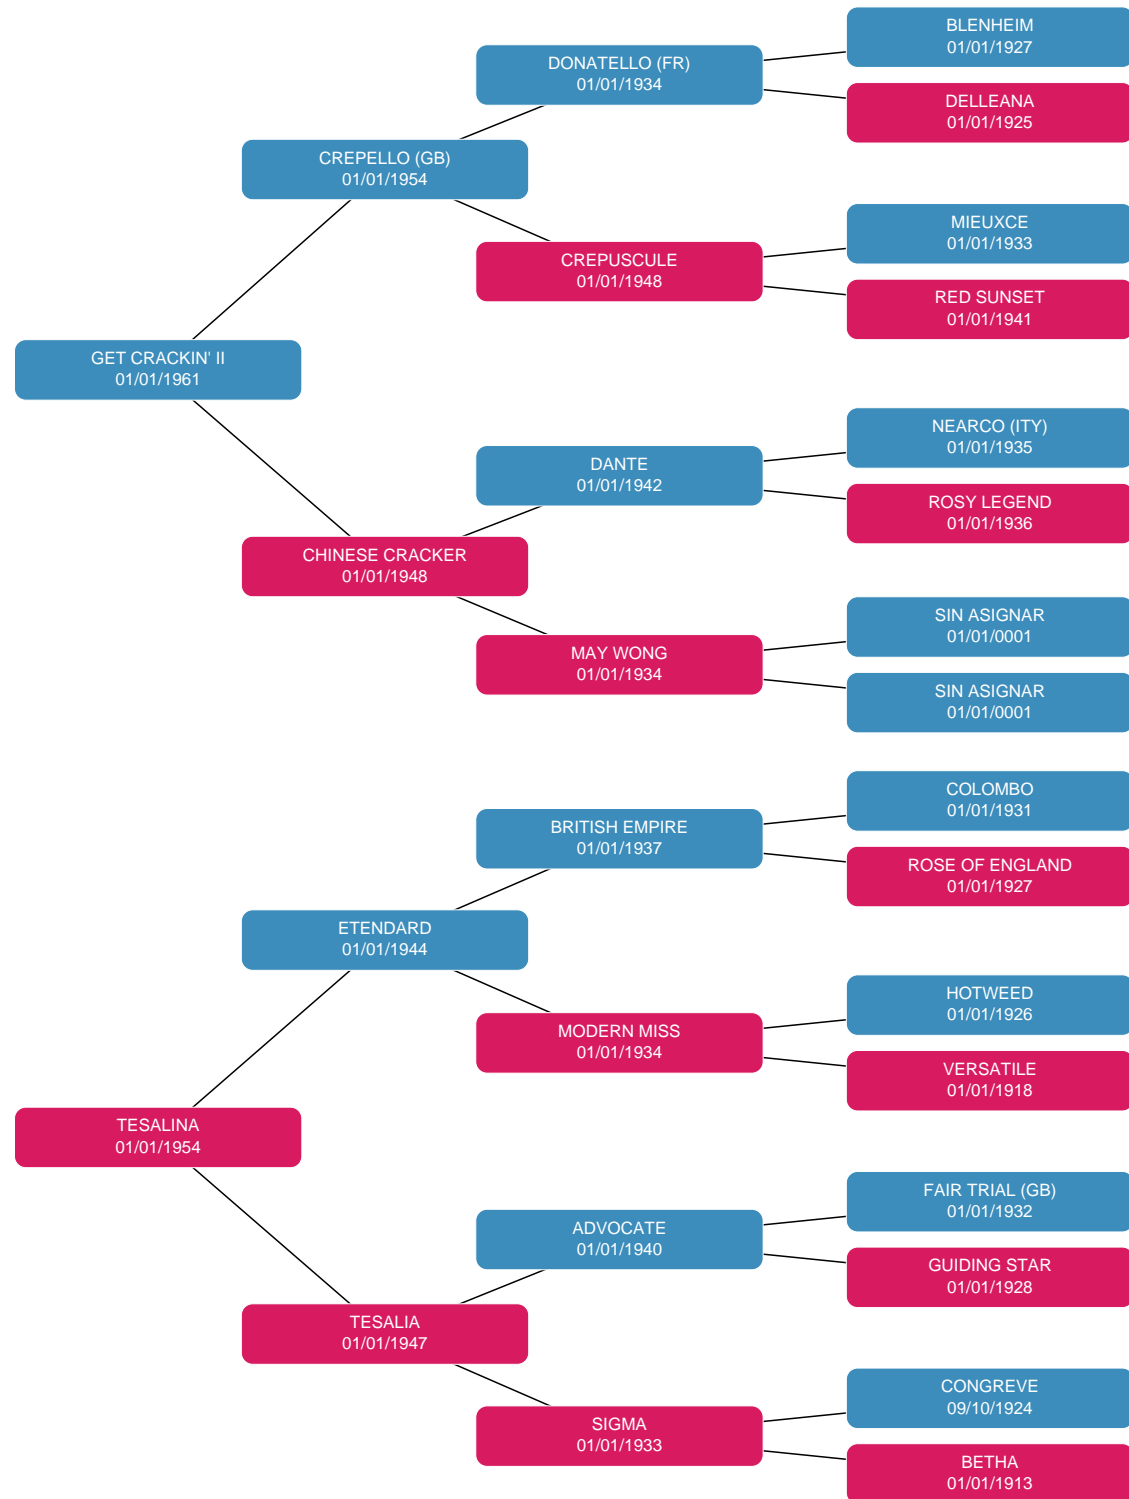 BLENHEIM
01/01/1927
DONATELLO (FR)
01/01/1934
DELLEANA
01/01/1925
CREPELLO (GB)
01/01/1954
MIEUXCE
01/01/1933
CREPUSCULE
01/01/1948
RED SUNSET
01/01/1941
GET CRACKIN' II
01/01/1961
NEARCO (ITY)
01/01/1935
DANTE
01/01/1942
ROSY LEGEND
01/01/1936
CHINESE CRACKER
01/01/1948
SIN ASIGNAR
01/01/0001
MAY WONG
01/01/1934
SIN ASIGNAR
01/01/0001
COLOMBO
01/01/1931
BRITISH EMPIRE
01/01/1937
ROSE OF ENGLAND
01/01/1927
ETENDARD
01/01/1944
HOTWEED
01/01/1926
MODERN MISS
01/01/1934
VERSATILE
01/01/1918
TESALINA
01/01/1954
FAIR TRIAL (GB)
01/01/1932
ADVOCATE
01/01/1940
GUIDING STAR
01/01/1928
TESALIA
01/01/1947
CONGREVE
09/10/1924
SIGMA
01/01/1933
BETHA
01/01/1913